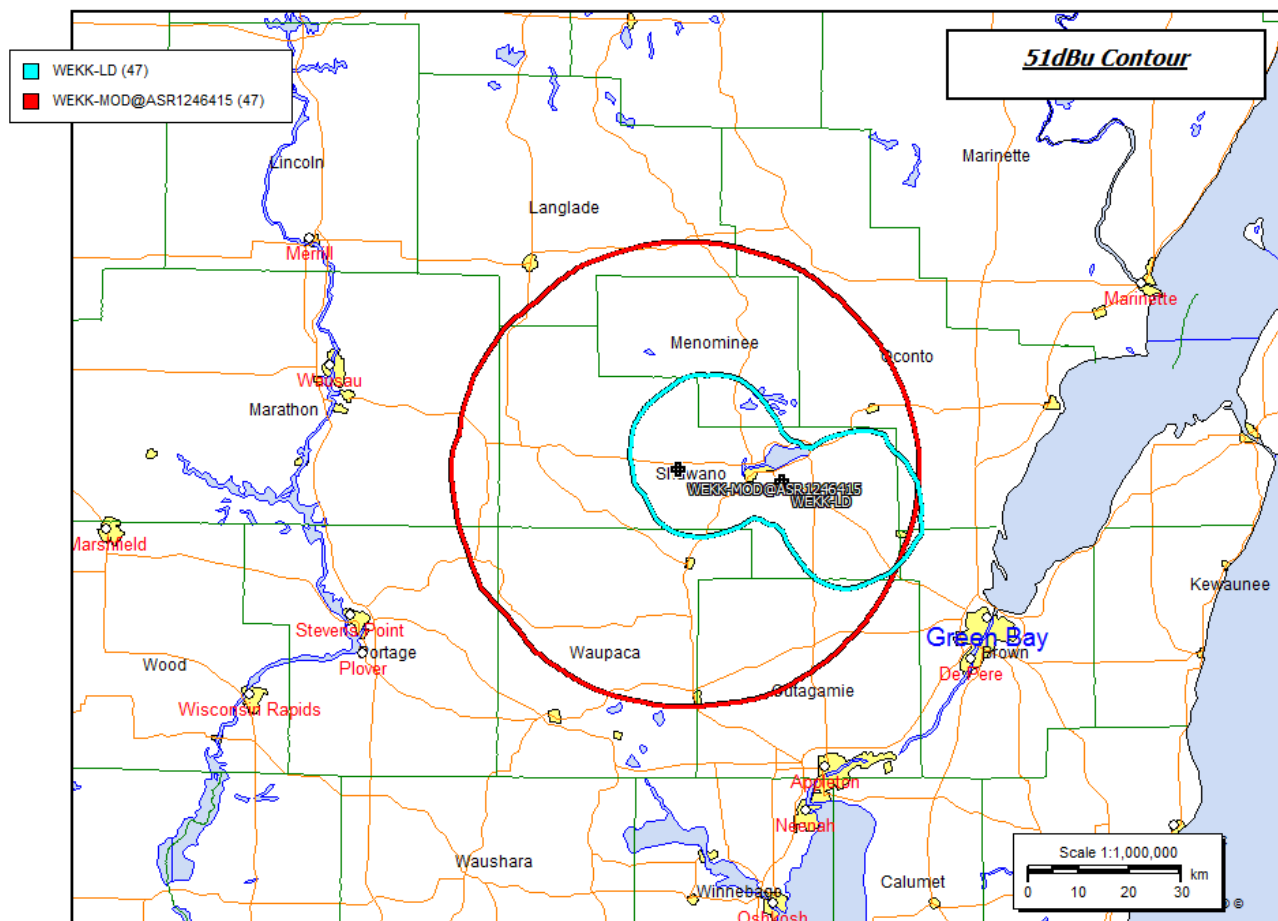 51dBu Contour
WEKK-LD (47)
WEKK-MOD@ASR1246415 (47)
Lincoln
Marinette
Langlade
Merrill
Marinette
Menominee
Oconto
Wausau
Marathon
Shawano
WEKK-MOD@ASR1246415
WEKK-LD
Marshfield
Kewaunee
Stevens Point
Green Bay
Portage
Waupaca
Brown
Wood
Plover
De Pere
Outagamie
Wisconsin Rapids
Appleton
Neenah
Scale 1:1,000,000
Waushara
km
0 10 20 30
Winnebago
Calumet
Oshkosh